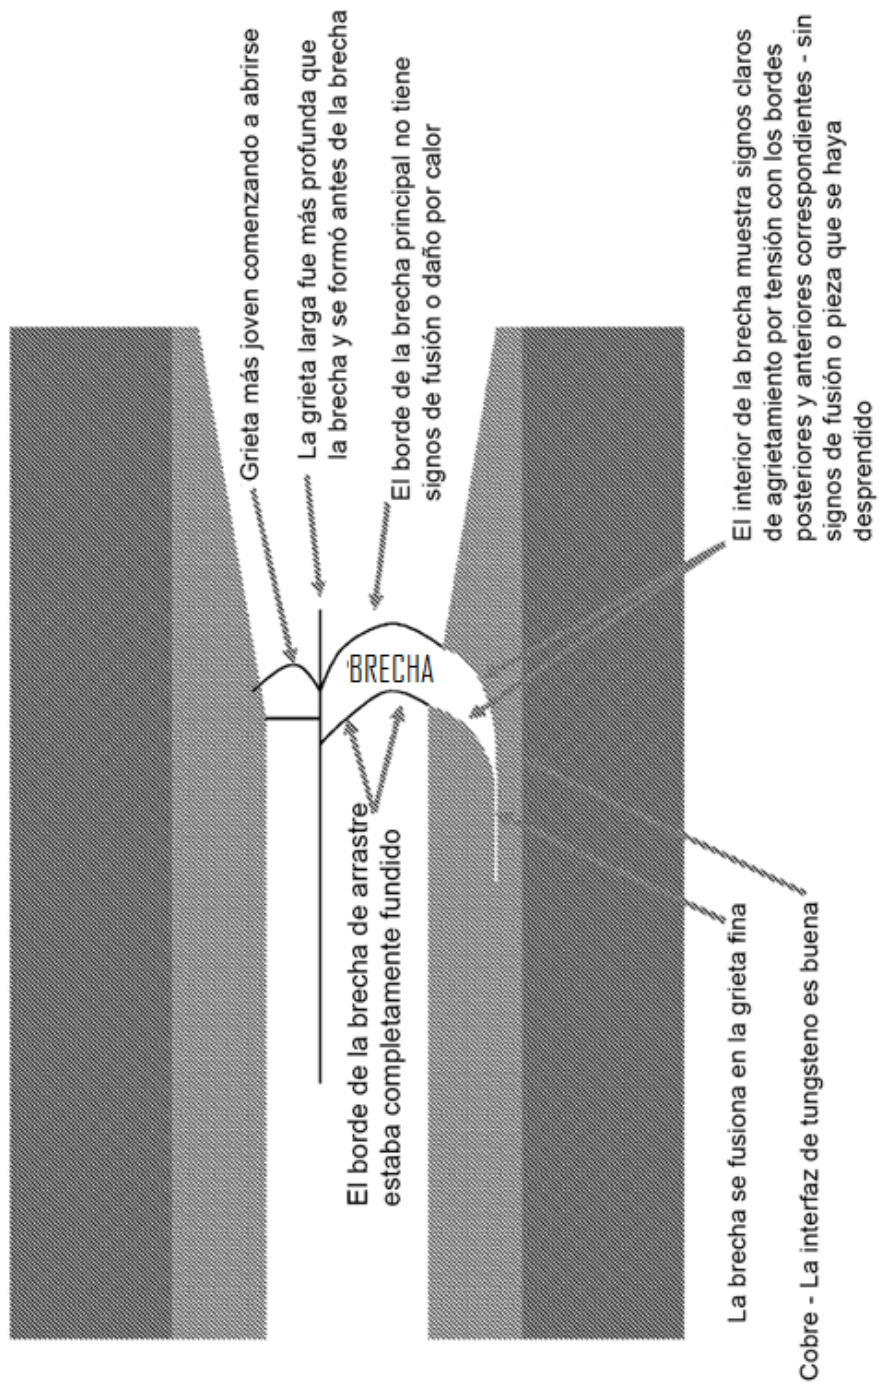 Grieta más joven comenzando a abrirse
La grieta larga fue más profunda que
la brecha y se formó antes de la brecha
El borde de la brecha principal no tiene
signos de fusión o daño por calor
El interior de la brecha muestra signos claros
de agrietamiento por tensión con los bordes
posteriores y anteriores correspondientes - sin
signos de fusión o pieza que se haya
desprendido
BRECHA
El borde de la brecha de arrastre
estaba completamente fundido
La brecha se fusiona en la grieta fina
Cobre - La interfaz de tungsteno es buena